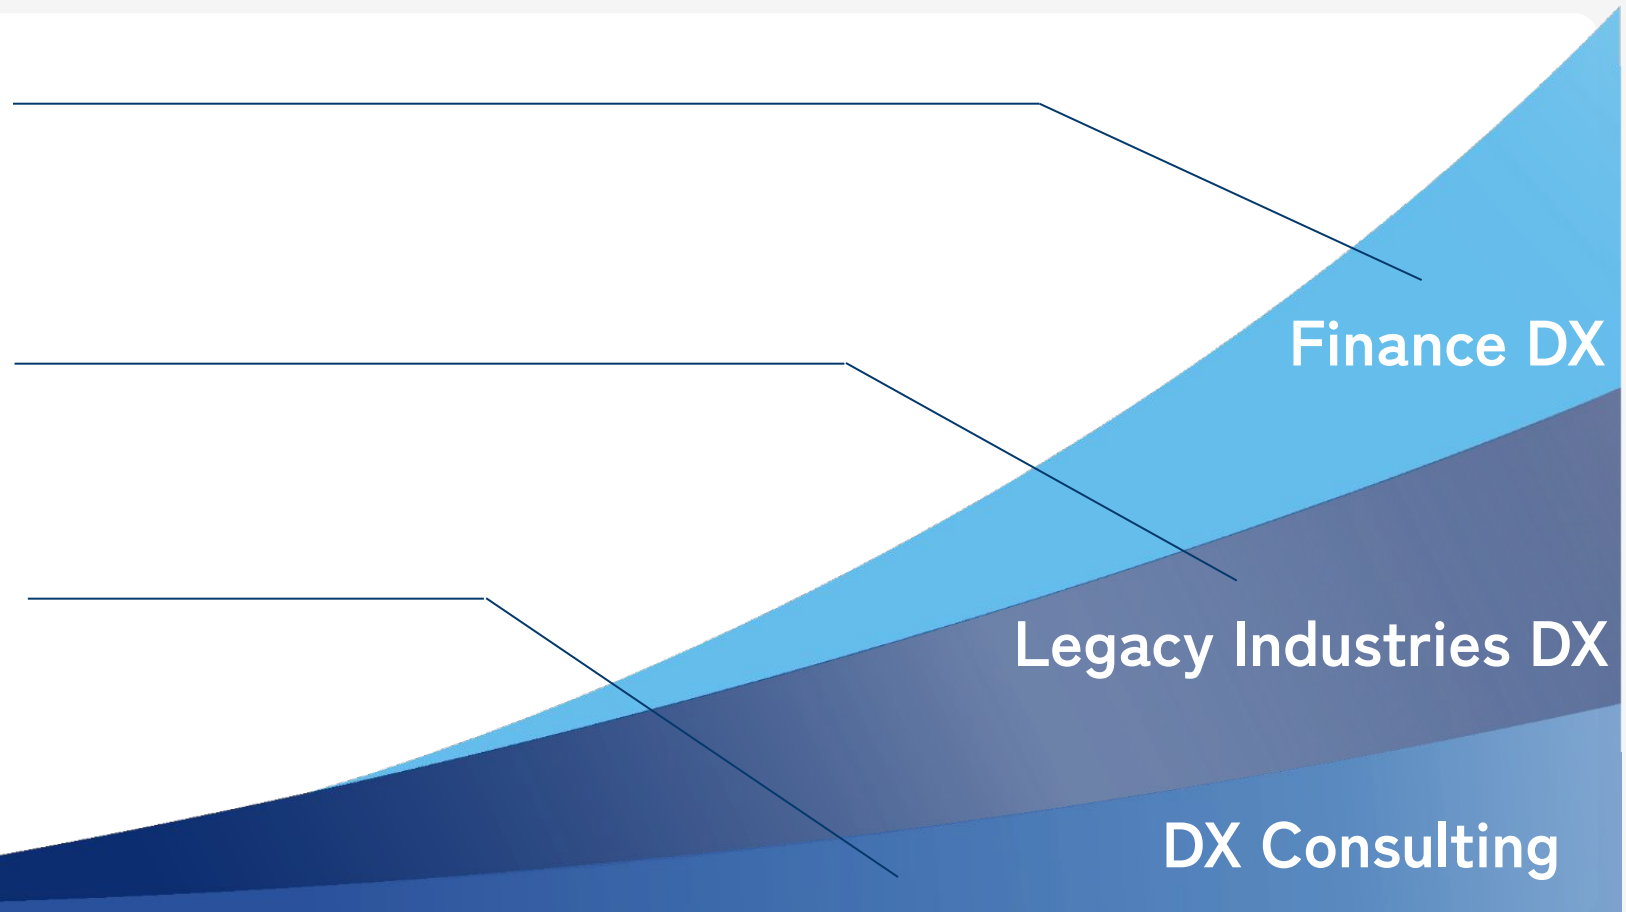 Finance DX
Legacy Industries DX
DX Consulting